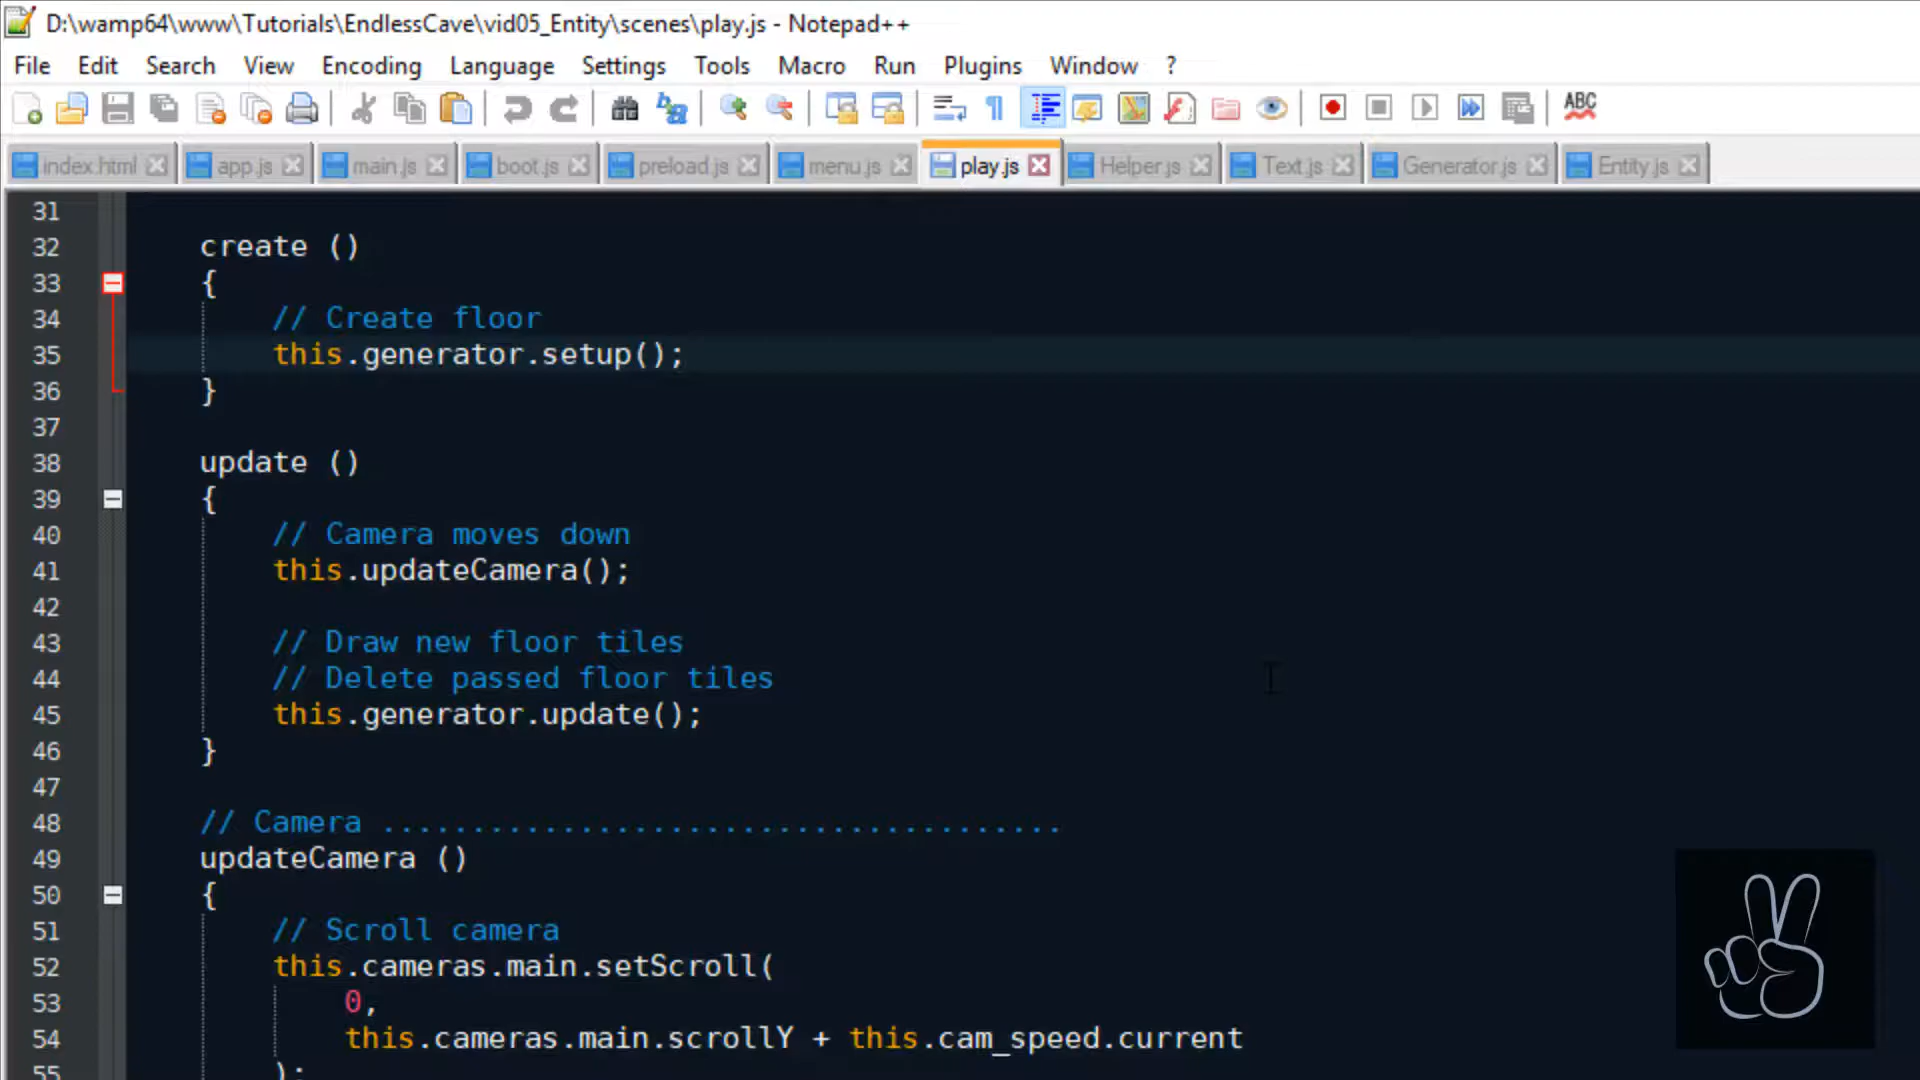 D:\wamp64\www\Tutorials\EndlessCave\vid05_Entity\scenes\play.js - Notepad++
File Edit Search View Encoding Language Settings Tools Macro Run Plugins Window ?
ABC
index.html app.js main.js boot.js preload.js menu.js play.js Helper.js Text.js Generator.js Entity.js
31
32 create ()
33 {
34 // Create floor
35 this.generator.setup();
36 }
37
38 update ()
39 {
40 // Camera moves down
41 this.updateCamera();
42
43 // Draw new floor tiles
44 // Delete passed floor tiles
45 this.generator.update();
46 }
47
48 // Camera ......................................
49 updateCamera ()
50 {
51 // Scroll camera
52 this.cameras.main.setScroll(
53 0,
54 this.cameras.main.scrollY + this.cam_speed.current
55 );